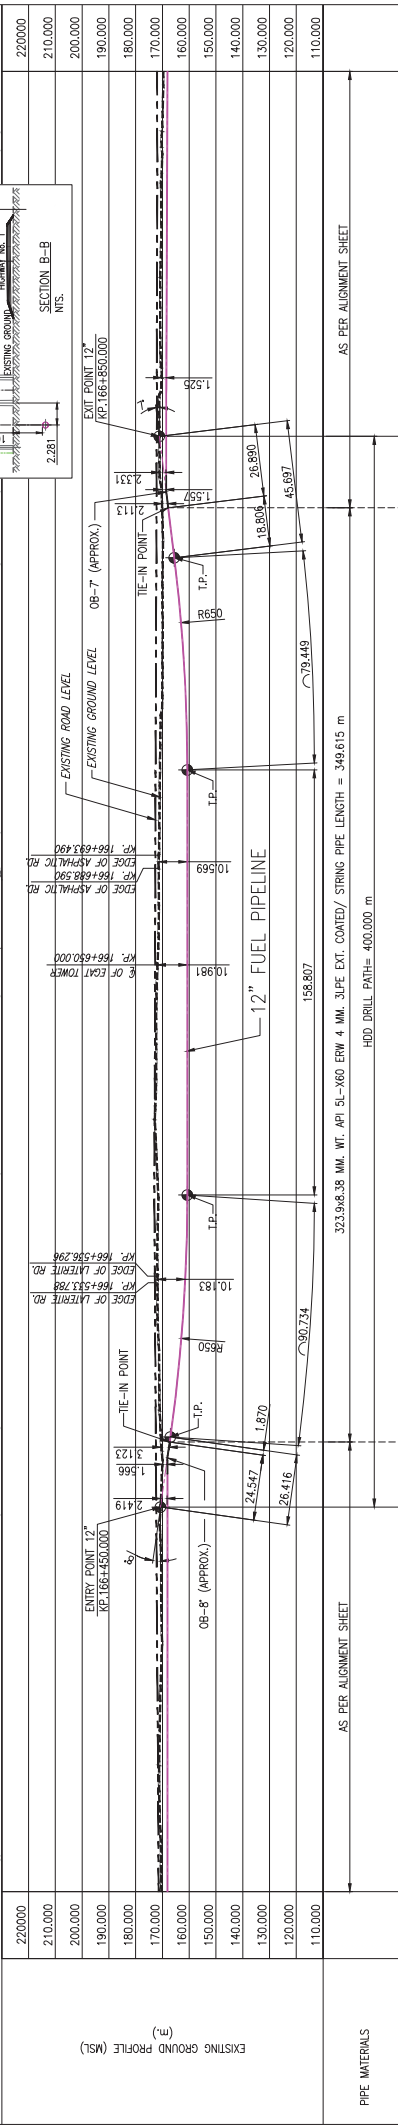 EXISTING GROUND PROFILE (MSL)
(m.)
PIPE MATERIALS
220000
210.000
200.000
190.000
180.000
170.000
160.000
150.000
140.000
130.000
120.000
110.000
ENTRY POINT 12"
KP.166+450.000
8°
2.419
1.566
3.123
TIE-IN POINT
OB-8° (APPROX.)
T.P.
24.547
1.870
26.416
90.734
R650
EDGE OF LATERITE RD.
KP. 166+533.788
EDGE OF LATERITE RD.
KP. 166+536.296
10.183
T.P.
℄ OF EGAT TOWER
KP. 166+650.000
10.981
158.807
12" FUEL PIPELINE
EDGE OF ASPHALTIC RD.
KP. 166+688.590
EDGE OF ASPHALTIC RD.
KP. 166+693.490
10.569
EXISTING ROAD LEVEL
EXISTING GROUND LEVEL
T.P.
R650
79.449
T.P.
OB-7° (APPROX.)
TIE-IN POINT
2.113
1.557
2.331
18.806
26.890
45.697
EXIT POINT 12"
KP.166+850.000
7°
1.525
EXISTING GROUND
HIGHWAY No. 1
2.281
SECTION B-B
NTS.
220000
210.000
200.000
190.000
180.000
170.000
160.000
150.000
140.000
130.000
120.000
110.000
AS PER ALIGNMENT SHEET
323.9x8.38 MM. WT. API 5L-X60 ERW 4 MM. 3LPE EXT. COATED/ STRING PIPE LENGTH = 349.615 m
AS PER ALIGNMENT SHEET
HDD DRILL PATH= 400.000 m